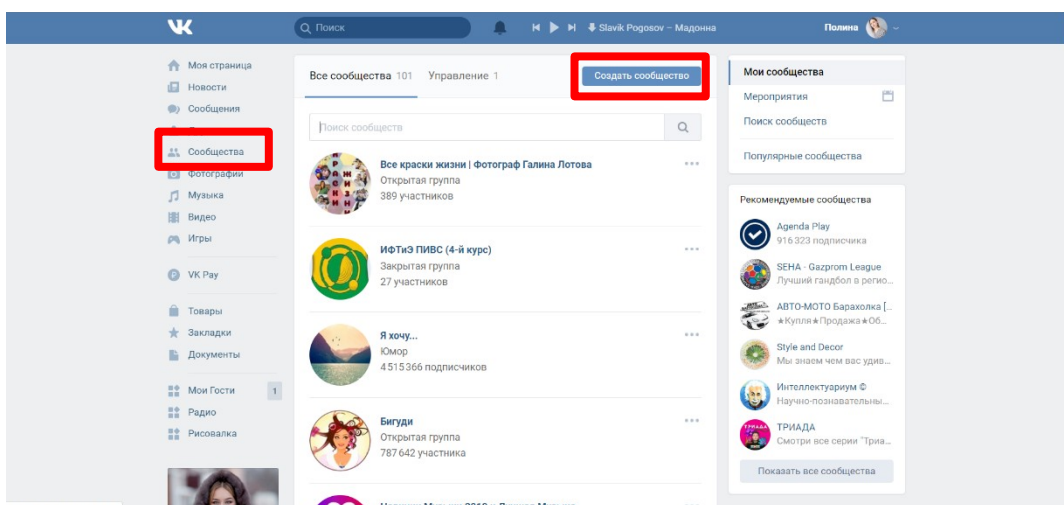 Поиск
Slavik Pogosov – Мадонна
Полина
Моя страница
Новости
Сообщения
Сообщества
Фотографии
Музыка
Видео
Игры
VK Pay
Товары
Закладки
Документы
Мои Гости 1
Радио
Рисовалка
Все сообщества 101 Управление 1
Создать сообщество
Поиск сообществ
Все краски жизни | Фотограф Галина Лотова
Открытая группа
389 участников
ИФТиЭ ПИВС (4-й курс)
Закрытая группа
27 участников
Я хочу...
Юмор
4 515 366 подписчиков
Бигуди
Открытая группа
787 642 участника
Мои сообщества
Мероприятия
Поиск сообществ
Популярные сообщества
Рекомендуемые сообщества
Agenda Play
916 323 подписчика
SEHA - Gazprom League
Лучший гандбол в регио...
АВТО-МОТО Барахолка [...
★Купля★Продажа★Об...
Style and Decor
Мы знаем чем вас удив...
Интеллектуариум ©
Научно-познавательны...
ТРИАДА
Смотри все серии "Триа...
Показать все сообщества